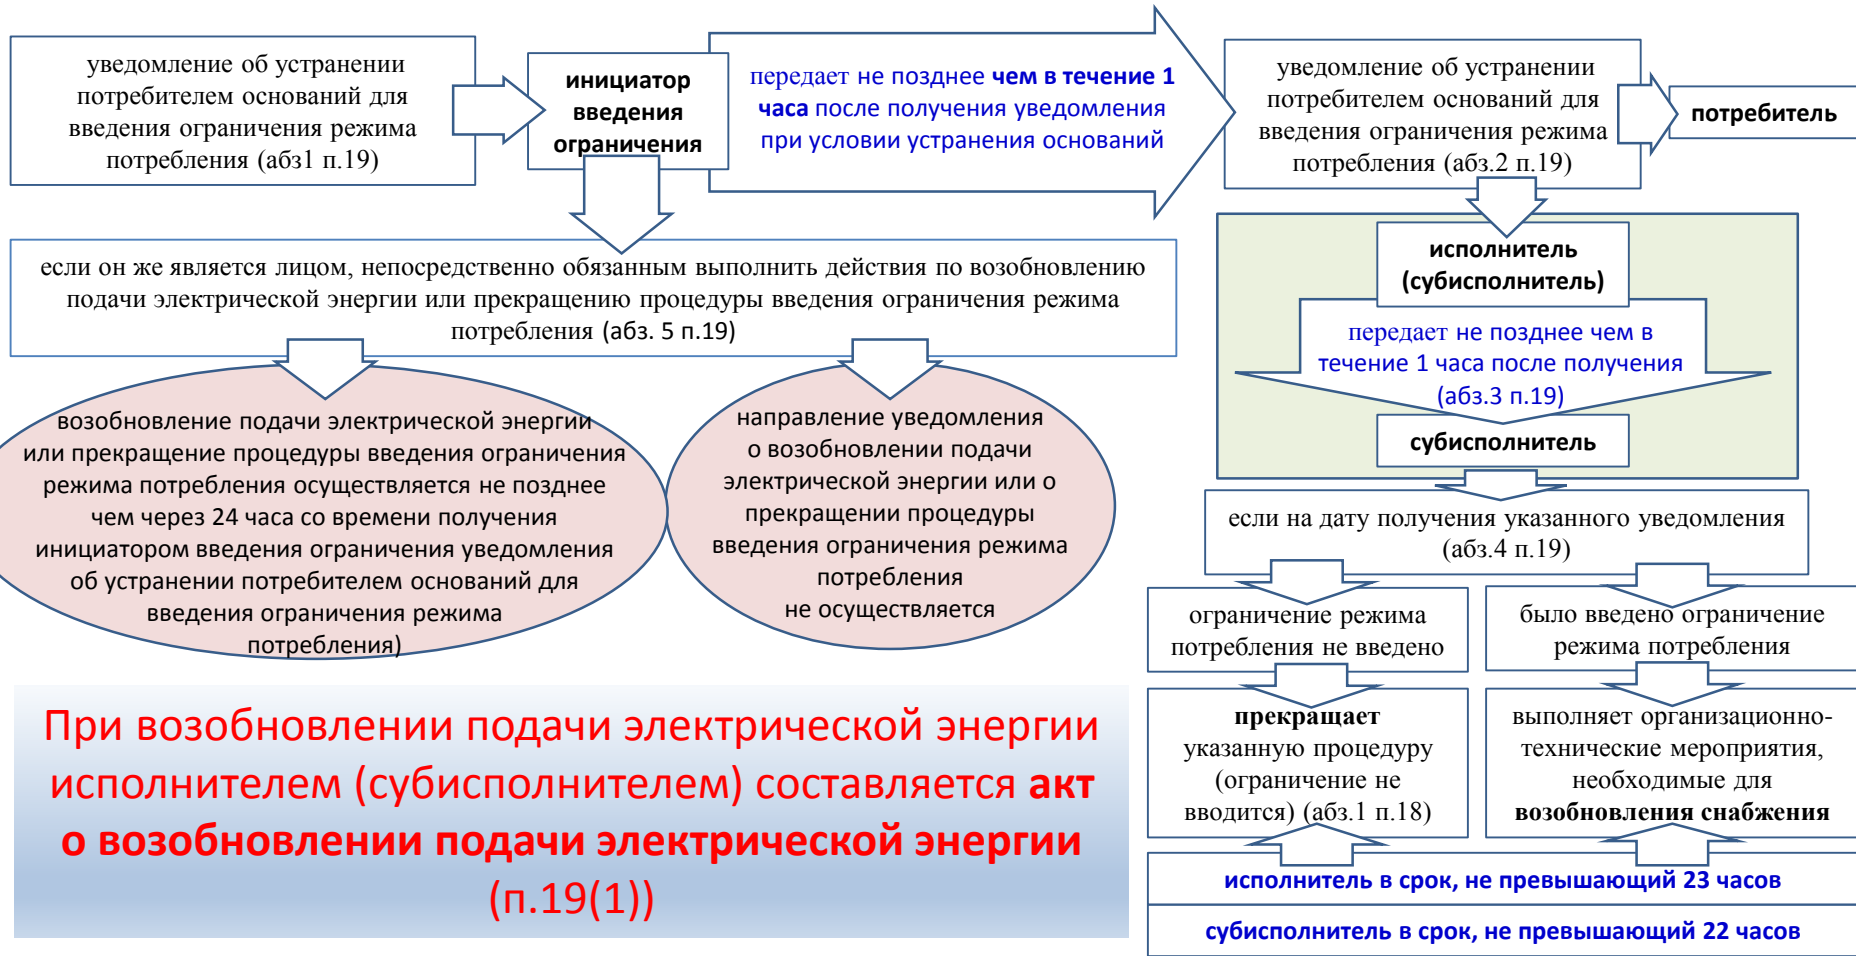 уведомление об устранении
потребителем оснований для
введения ограничения режима
потребления (абз1 п.19)
инициатор
введения
ограничения
передает не позднее чем в течение 1
часа после получения уведомления
при условии устранения оснований
уведомление об устранении
потребителем оснований для
введения ограничения режима
потребления (абз.2 п.19)
потребитель
если он же является лицом, непосредственно обязанным выполнить действия по возобновлению
подачи электрической энергии или прекращению процедуры введения ограничения режима
потребления (абз. 5 п.19)
возобновление подачи электрической энергии
или прекращение процедуры введения ограничения
режима потребления осуществляется не позднее
чем через 24 часа со времени получения
инициатором введения ограничения уведомления
об устранении потребителем оснований для
введения ограничения режима
потребления)
направление уведомления
о возобновлении подачи
электрической энергии или о
прекращении процедуры
введения ограничения режима
потребления
не осуществляется
исполнитель
(субисполнитель)
передает не позднее чем в
течение 1 часа после получения
(абз.3 п.19)
субисполнитель
если на дату получения указанного уведомления
(абз.4 п.19)
ограничение режима
потребления не введено
было введено ограничение
режима потребления
прекращает
указанную процедуру
(ограничение не
вводится) (абз.1 п.18)
выполняет организационно-
технические мероприятия,
необходимые для
возобновления снабжения
исполнитель в срок, не превышающий 23 часов
субисполнитель в срок, не превышающий 22 часов
При возобновлении подачи электрической энергии
исполнителем (субисполнителем) составляется акт
о возобновлении подачи электрической энергии
(п.19(1))